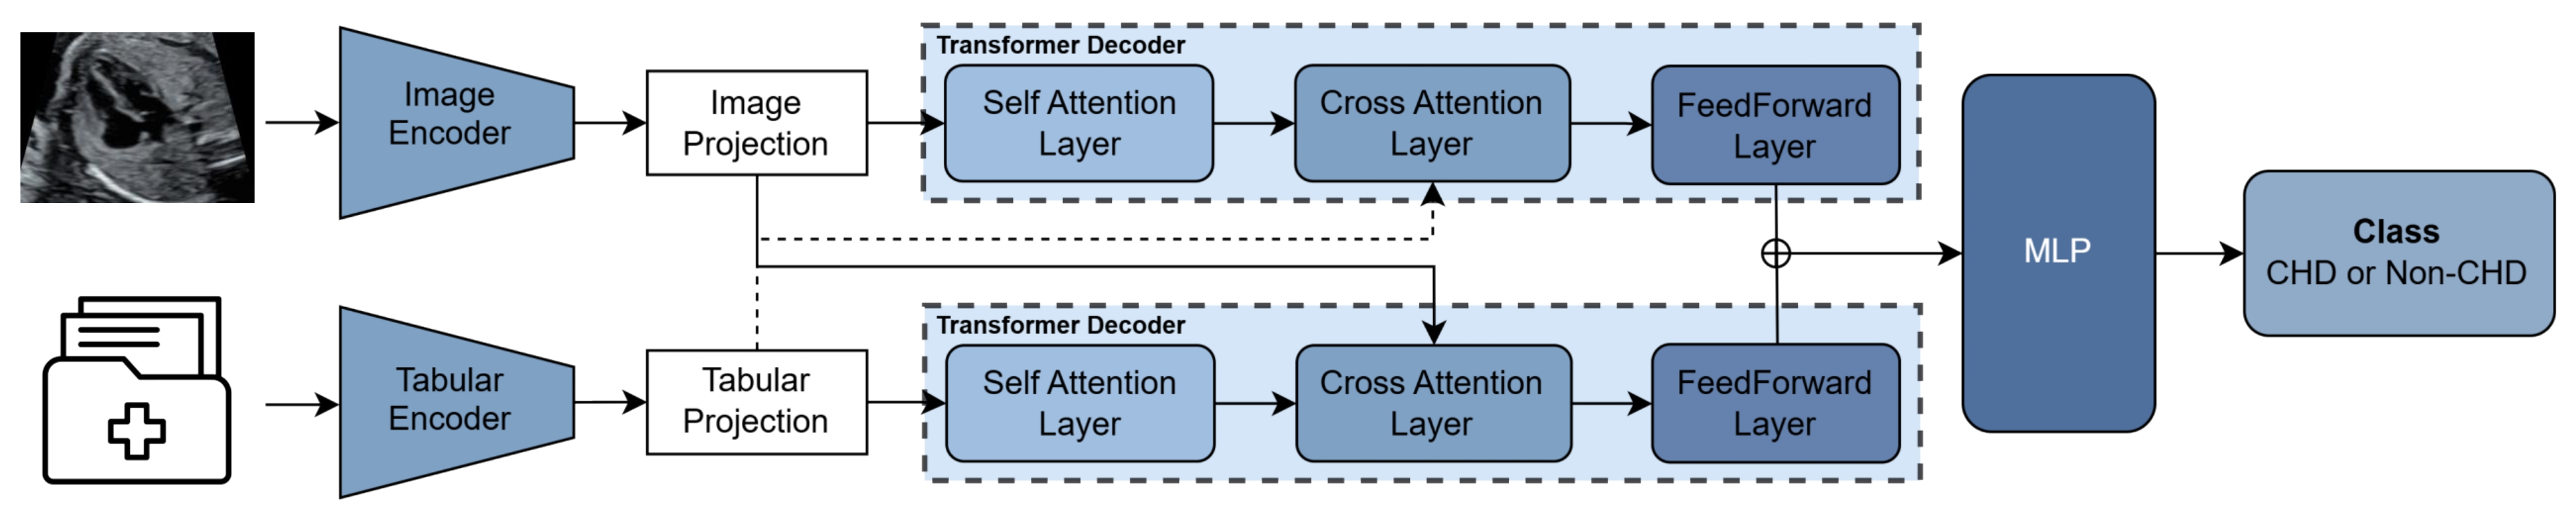 Image
Encoder
Image
Projection
Transformer Decoder
Self Attention
Layer
Cross Attention
Layer
FeedForward
Layer
Tabular
Encoder
Tabular
Projection
Transformer Decoder
Self Attention
Layer
Cross Attention
Layer
FeedForward
Layer
MLP
Class
CHD or Non-CHD